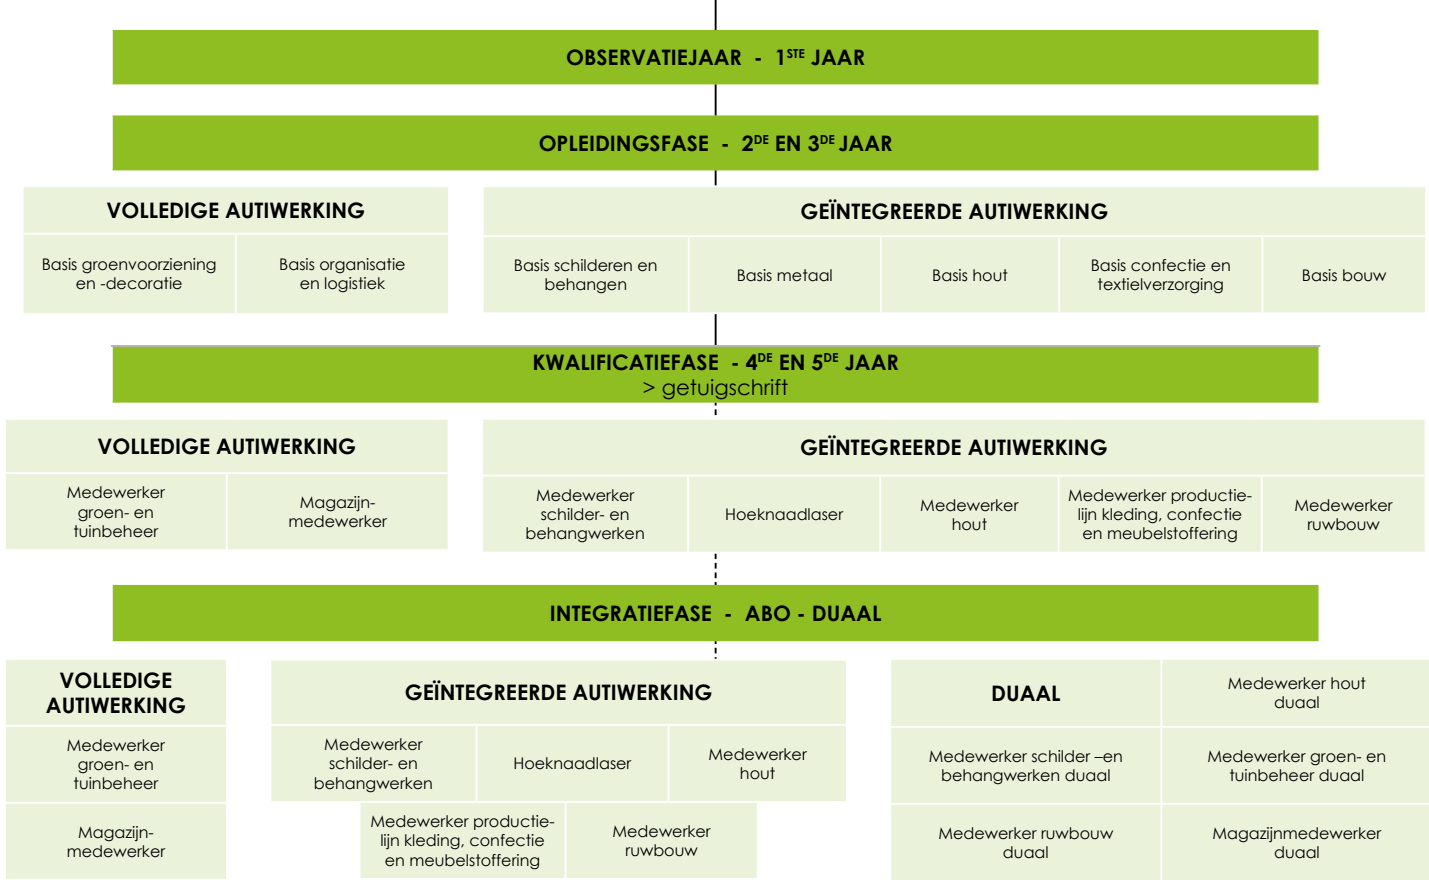 OBSERVATIEJAAR - 1STE JAAR
OPLEIDINGSFASE - 2DE EN 3DE JAAR
VOLLEDIGE AUTIWERKING
Basis groenvoorziening
en -decoratie
Basis organisatie
en logistiek
GEÏNTEGREERDE AUTIWERKING
Basis schilderen en
behangen
Basis metaal
Basis hout
Basis confectie en
textielverzorging
Basis bouw
KWALIFICATIEFASE - 4DE EN 5DE JAAR
> getuigschrift
VOLLEDIGE AUTIWERKING
Medewerker
groen- en
tuinbeheer
Magazijn-
medewerker
GEÏNTEGREERDE AUTIWERKING
Medewerker
schilder- en
behangwerken
Hoeknaadlaser
Medewerker
hout
Medewerker productie-
lijn kleding, confectie
en meubelstoffering
Medewerker
ruwbouw
INTEGRATIEFASE - ABO - DUAAL
VOLLEDIGE
AUTIWERKING
Medewerker
groen- en
tuinbeheer
Magazijn-
medewerker
GEÏNTEGREERDE AUTIWERKING
Medewerker
schilder- en
behangwerken
Hoeknaadlaser
Medewerker
hout
Medewerker productie-
lijn kleding, confectie
en meubelstoffering
Medewerker
ruwbouw
DUAAL
Medewerker hout
duaal
Medewerker schilder –en
behangwerken duaal
Medewerker groen- en
tuinbeheer duaal
Medewerker ruwbouw
duaal
Magazijnmedewerker
duaal